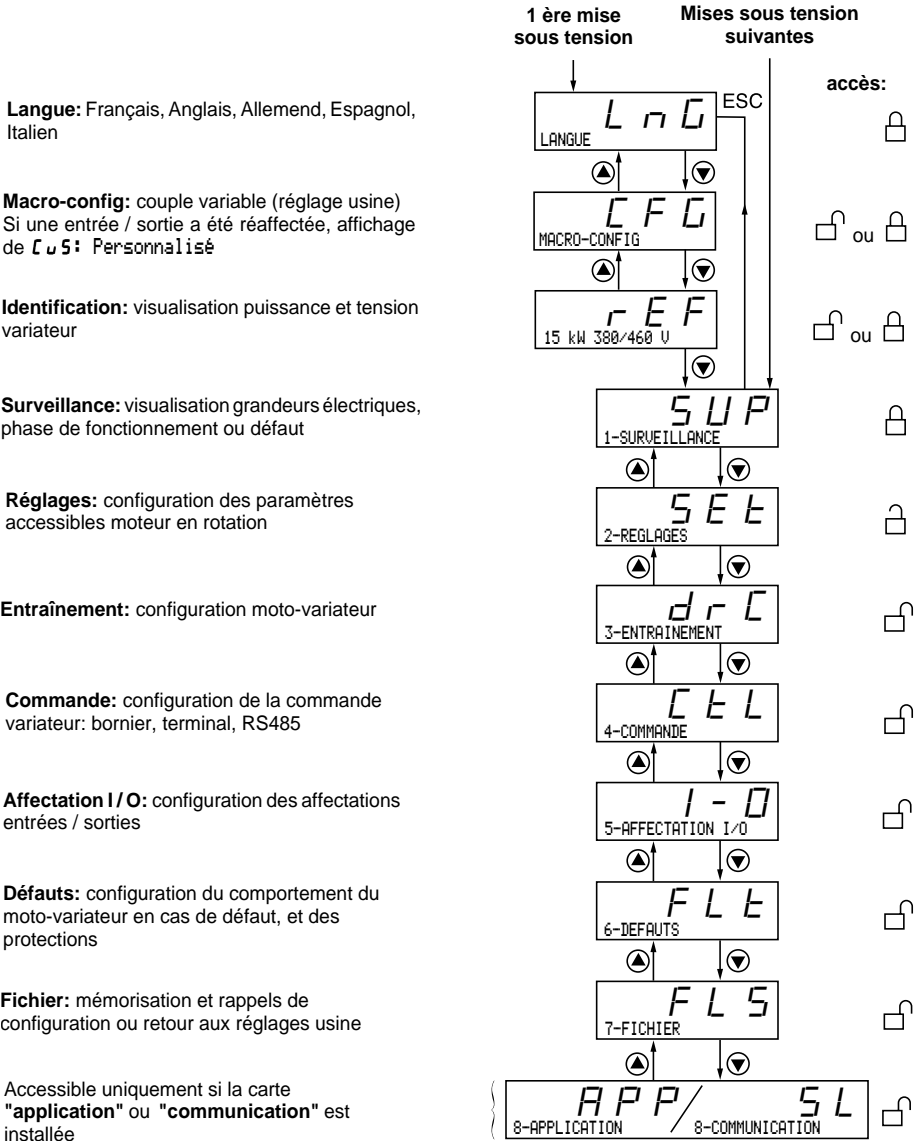 1 ère mise
sous tension
Mises sous tension
suivantes
accès:
Langue: Français, Anglais, Allemend, Espagnol,
Italien
LnG
LANGUE
ESC
Macro-config: couple variable (réglage usine)
Si une entrée / sortie a été réaffectée, affichage
de CuS: Personnalisé
CFG
MACRO-CONFIG
ou
Identification: visualisation puissance et tension
variateur
rEF
15 kW 380/460 V
ou
Surveillance: visualisation grandeurs électriques,
phase de fonctionnement ou défaut
SUP
1-SURVEILLANCE
Réglages: configuration des paramètres
accessibles moteur en rotation
SEt
2-REGLAGES
Entraînement: configuration moto-variateur
drC
3-ENTRAINEMENT
Commande: configuration de la commande
variateur: bornier, terminal, RS485
CtL
4-COMMANDE
Affectation I / O: configuration des affectations
entrées / sorties
I-O
5-AFFECTATION I/O
Défauts: configuration du comportement du
moto-variateur en cas de défaut, et des
protections
FLt
6-DEFAUTS
Fichier: mémorisation et rappels de
configuration ou retour aux réglages usine
FLS
7-FICHIER
Accessible uniquement si la carte
"application" ou "communication" est
installée
APP/ SL
8-APPLICATION 8-COMMUNICATION